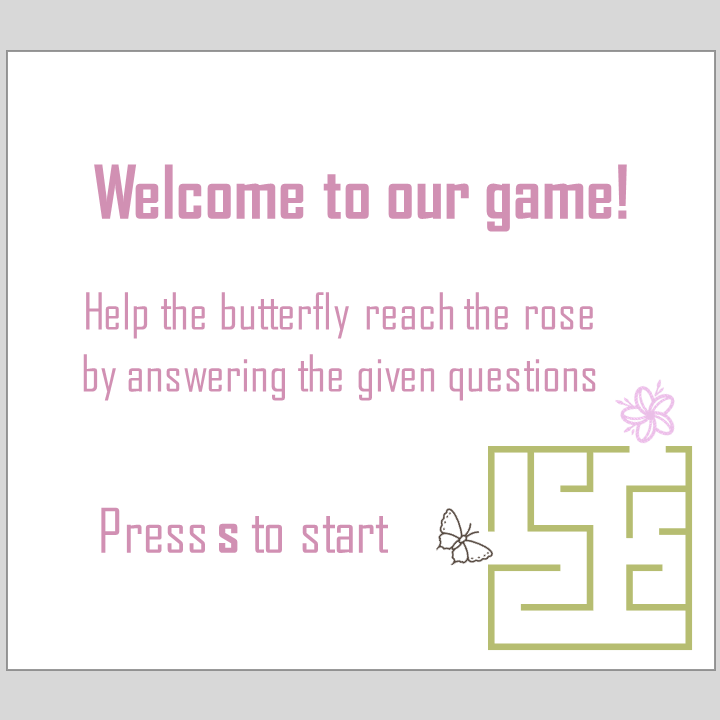 Welcome to our game!
Help the butterfly reach the rose
by answering the given questions
Press s to start